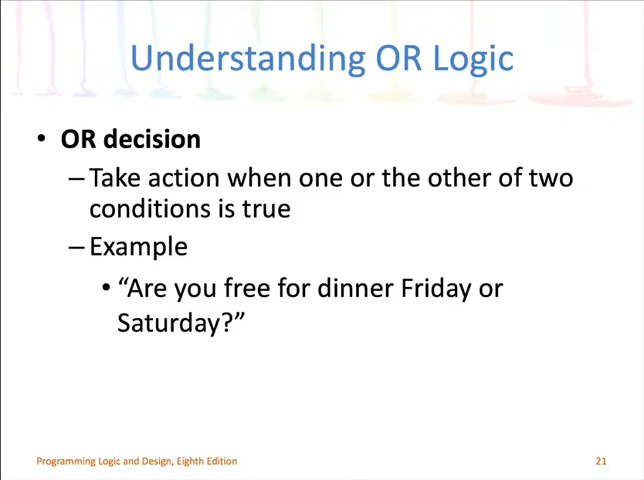 Understanding OR Logic
• OR decision
– Take action when one or the other of two
conditions is true
– Example
• “Are you free for dinner Friday or
Saturday?”
Programming Logic and Design, Eighth Edition
21